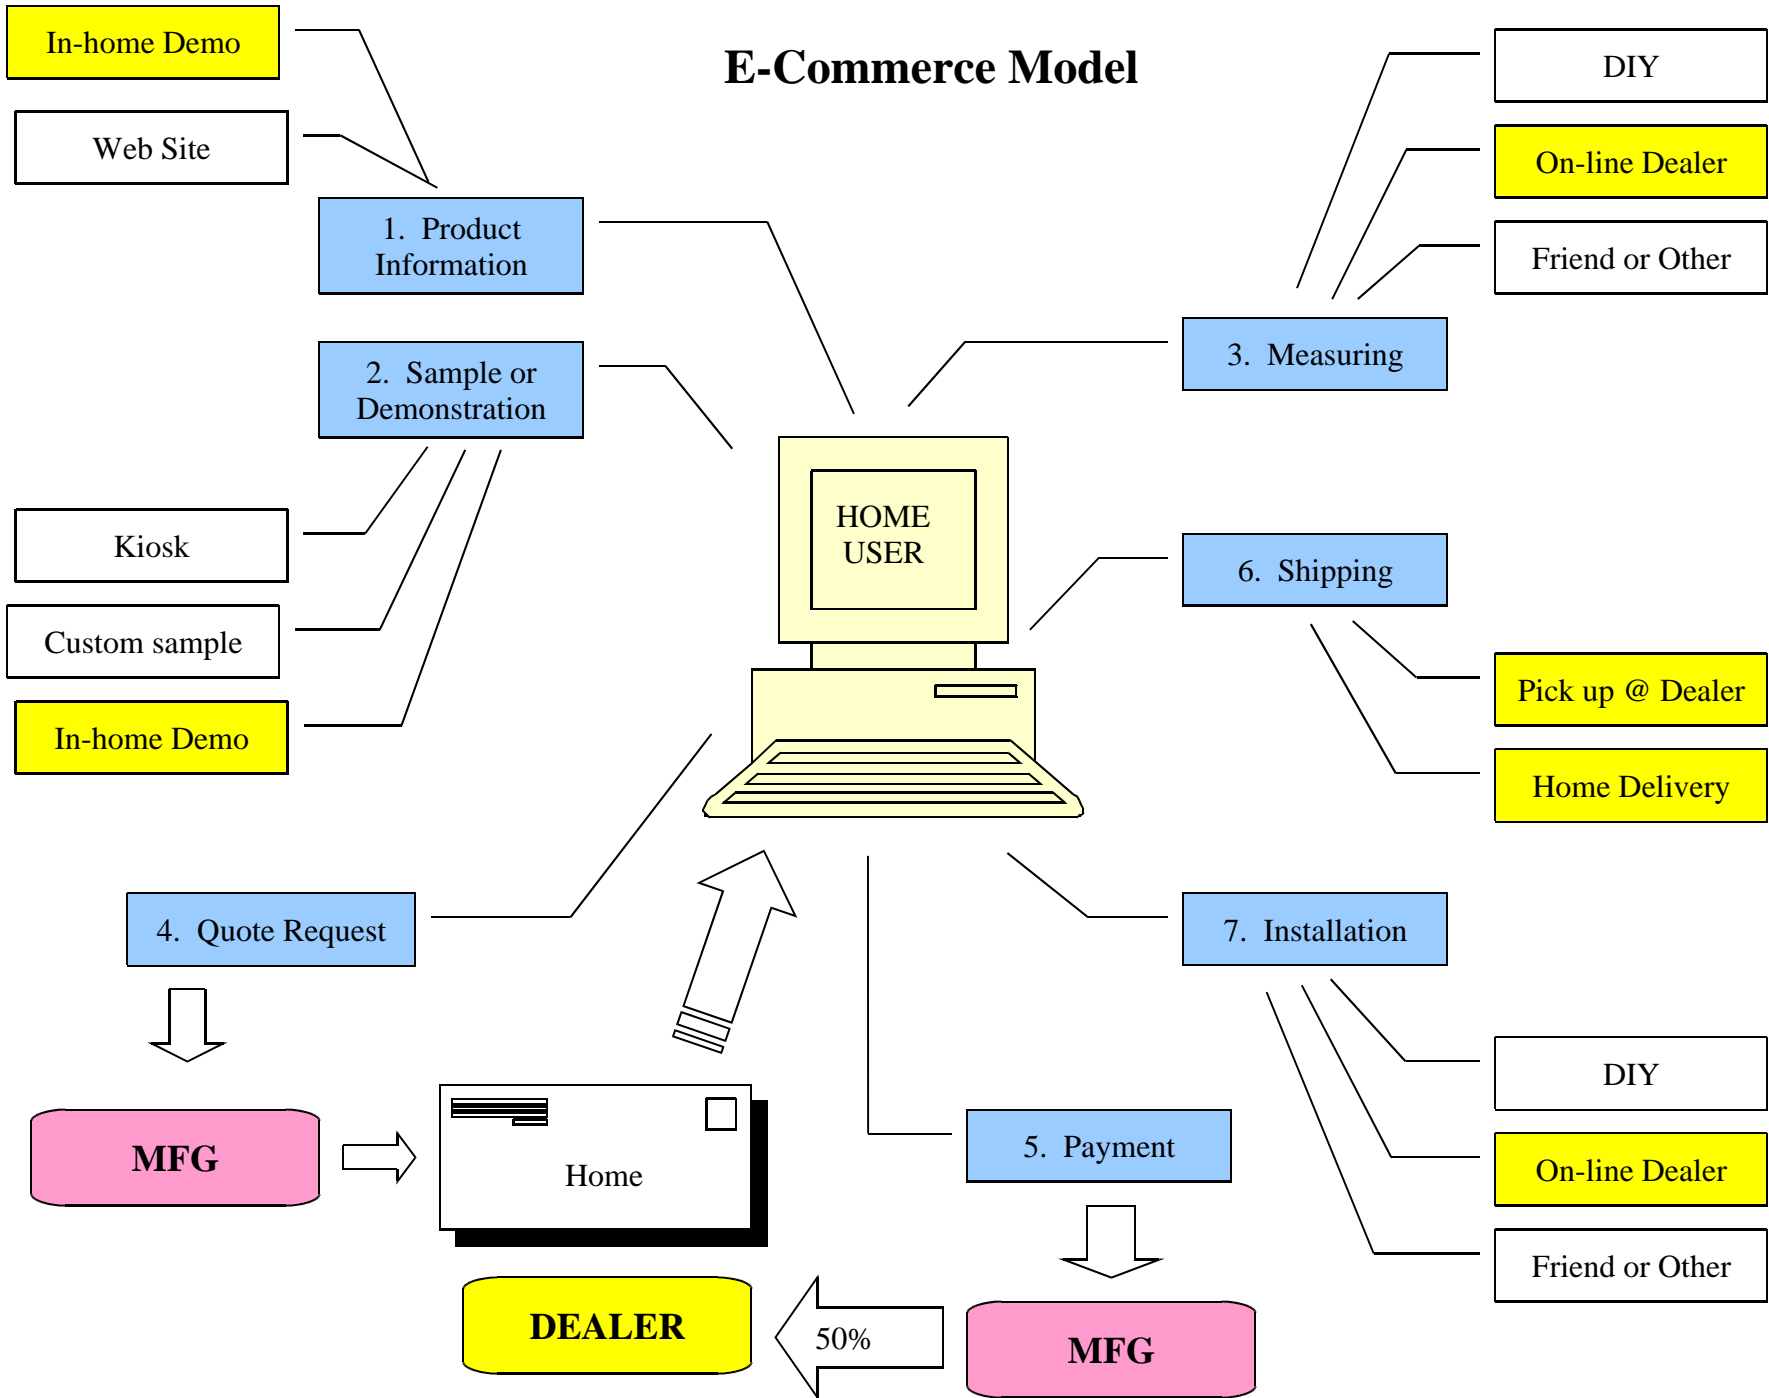 E-Commerce Model
In-home Demo
Web Site
1. Product
Information
2. Sample or
Demonstration
Kiosk
Custom sample
In-home Demo
HOME
USER
DIY
On-line Dealer
Friend or Other
3. Measuring
6. Shipping
Pick up @ Dealer
Home Delivery
4. Quote Request
MFG
Home
5. Payment
MFG
50%
DEALER
7. Installation
DIY
On-line Dealer
Friend or Other